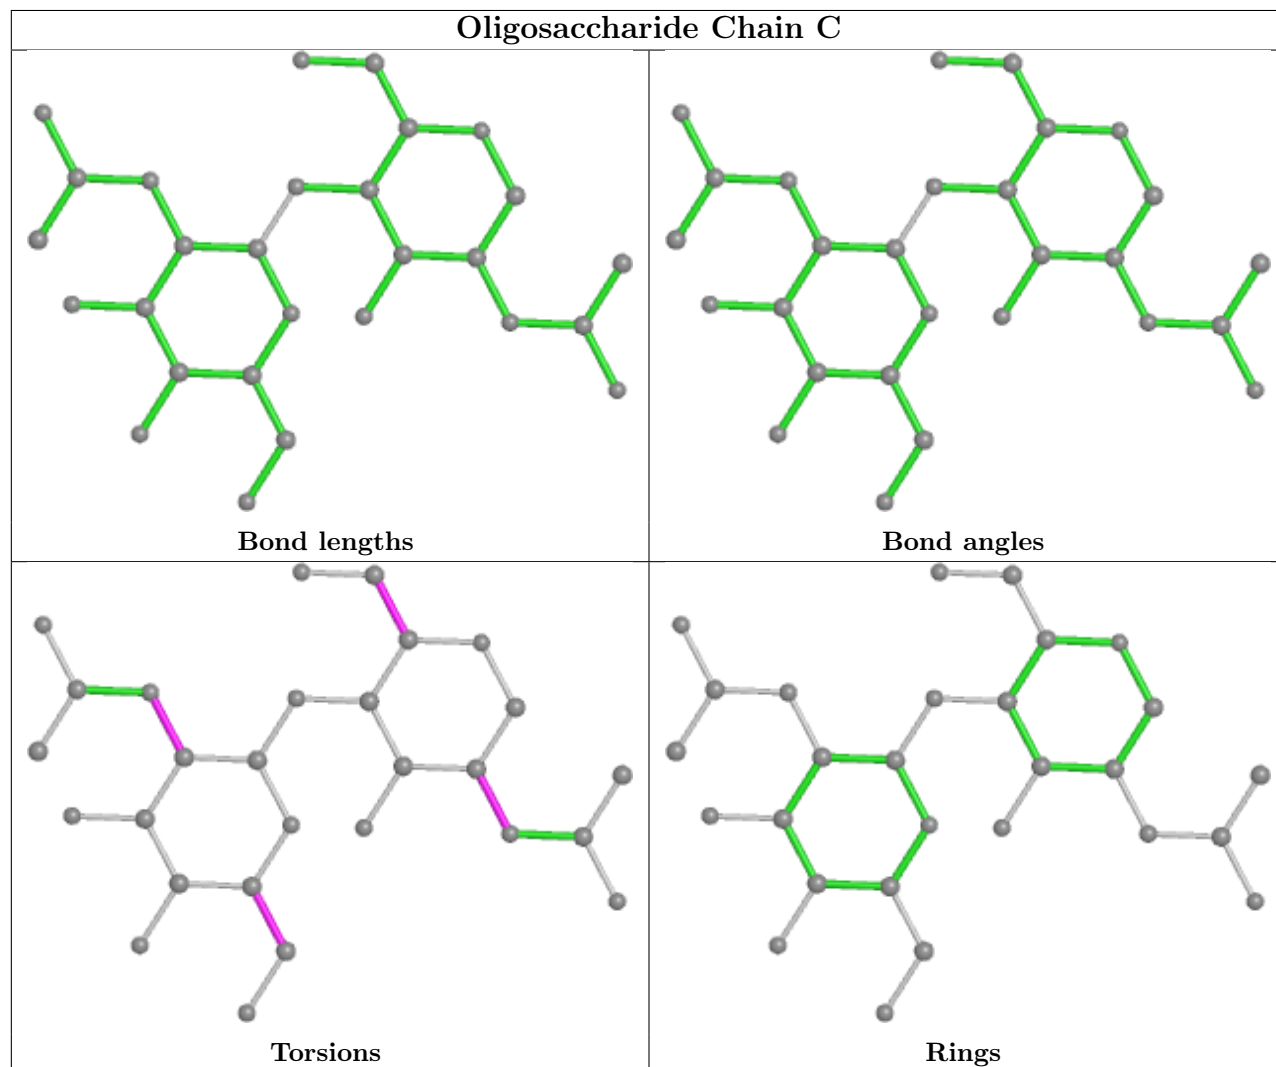 Oligosaccharide Chain C
Bond lengths
Bond angles
Torsions
Rings